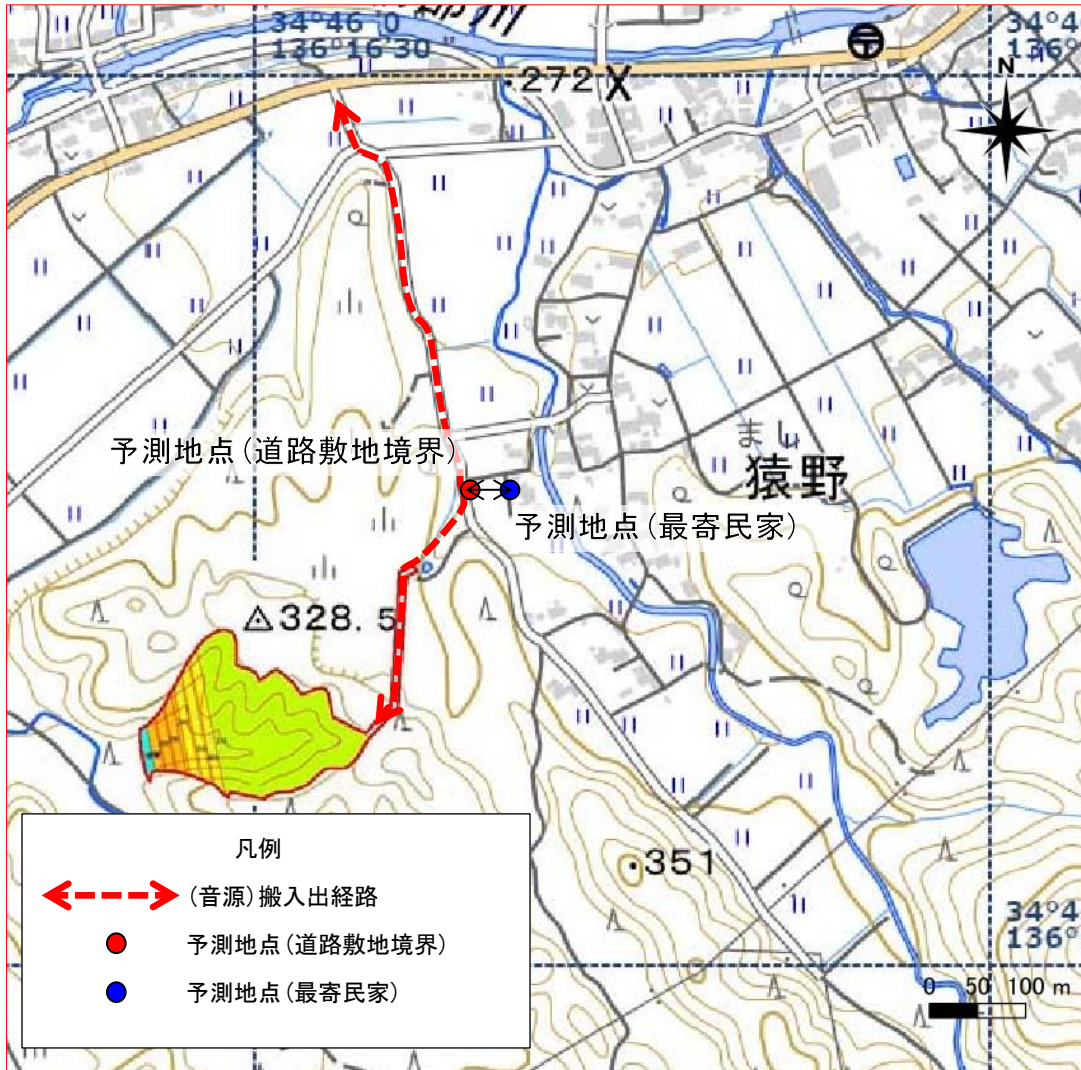 34°46′0
136°16′30
34°4
136°
N
272
予測地点(道路敷地境界)
ましの
猿野
予測地点(最寄民家)
328.5
凡例
(音源)搬入出経路
予測地点(道路敷地境界)
予測地点(最寄民家)
351
34°4
136°
0 50 100 m